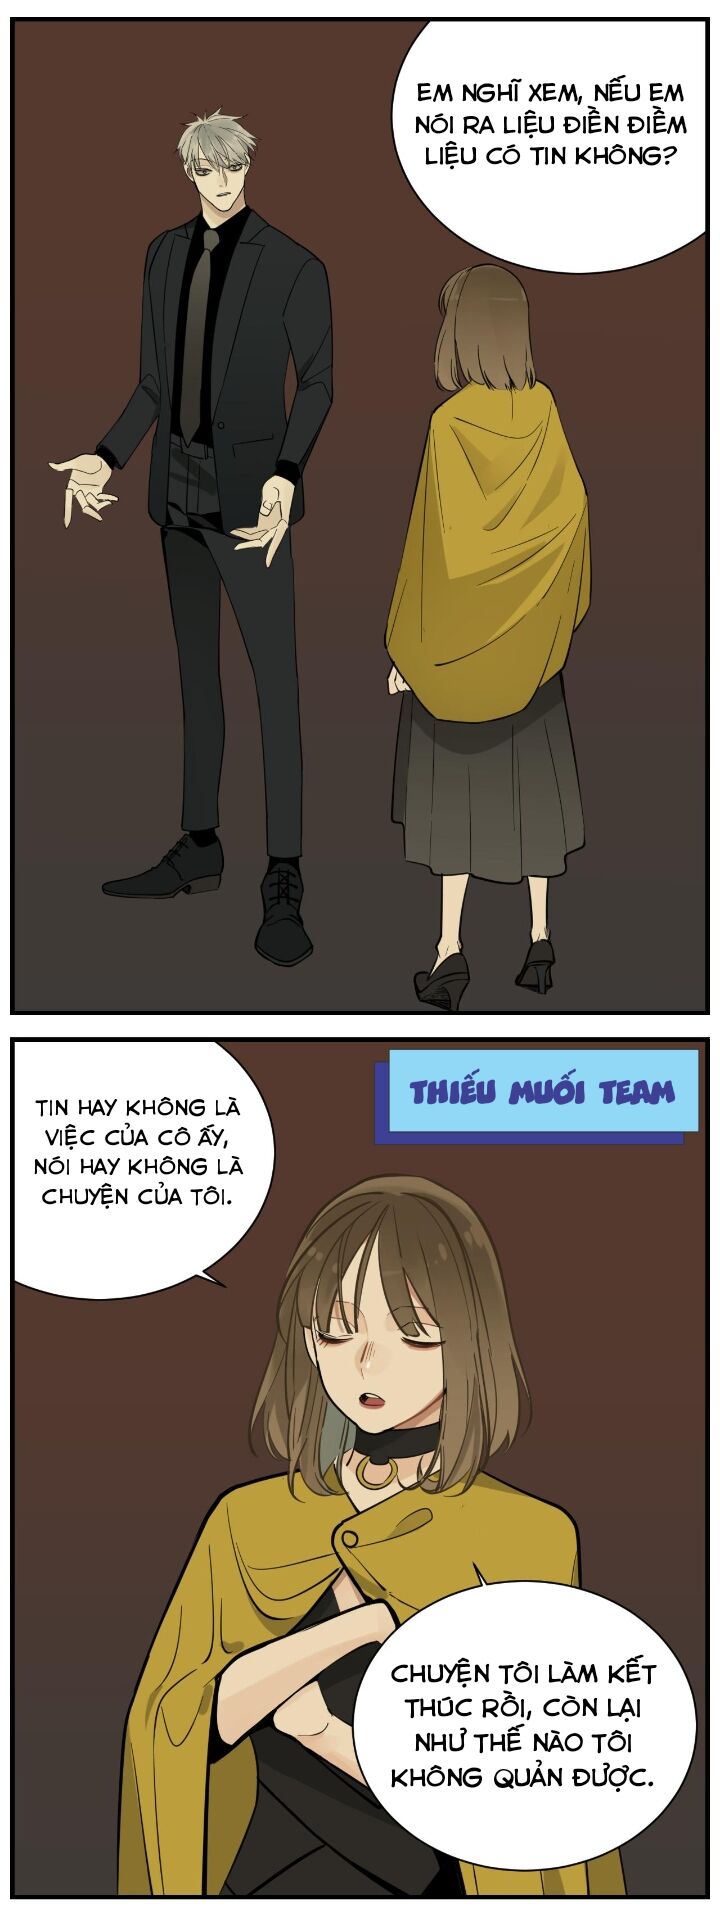 EM NGHĨ XEM, NẾU EM
NÓI RA LIỆU ĐIỀN ĐIỀM
LIỆU CÓ TIN KHÔNG?
THIẾU MUỐI TEAM
TIN HAY KHÔNG LÀ
VIỆC CỦA CÔ ẤY,
NÓI HAY KHÔNG LÀ
CHUYỆN CỦA TÔI.
CHUYỆN TÔI LÀM KẾT
THÚC RỒI, CÒN LẠI
NHƯ THẾ NÀO TÔI
KHÔNG QUẢN ĐƯỢC.